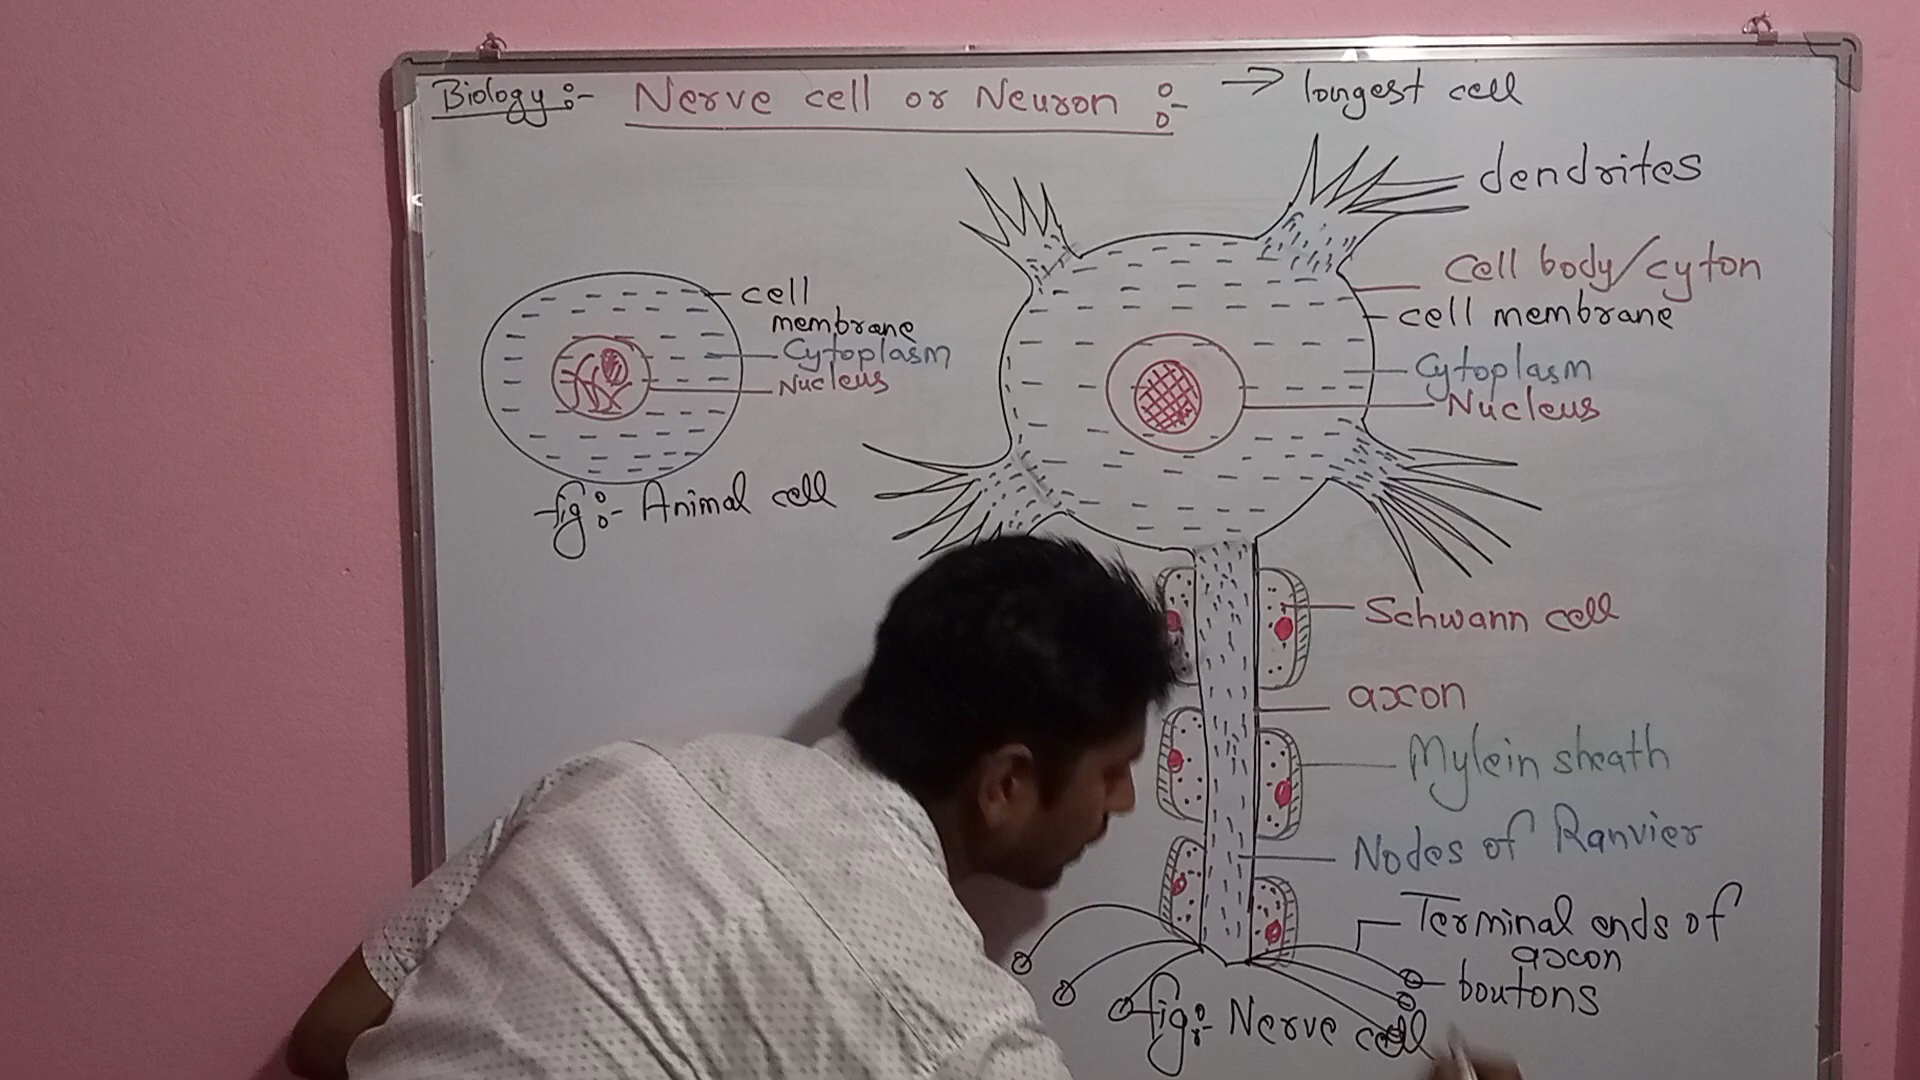 Biology:- Nerve cell or Neuron :- → longest cell
dendrites
Cell body/cyton
cell membrane
Cytoplasm
Nucleus
cell
membrane
Cytoplasm
Nucleus
fig:- Animal cell
Schwann cell
axon
Mylein sheath
Nodes of Ranvier
Terminal ends of
axon
boutons
fig:- Nerve cell